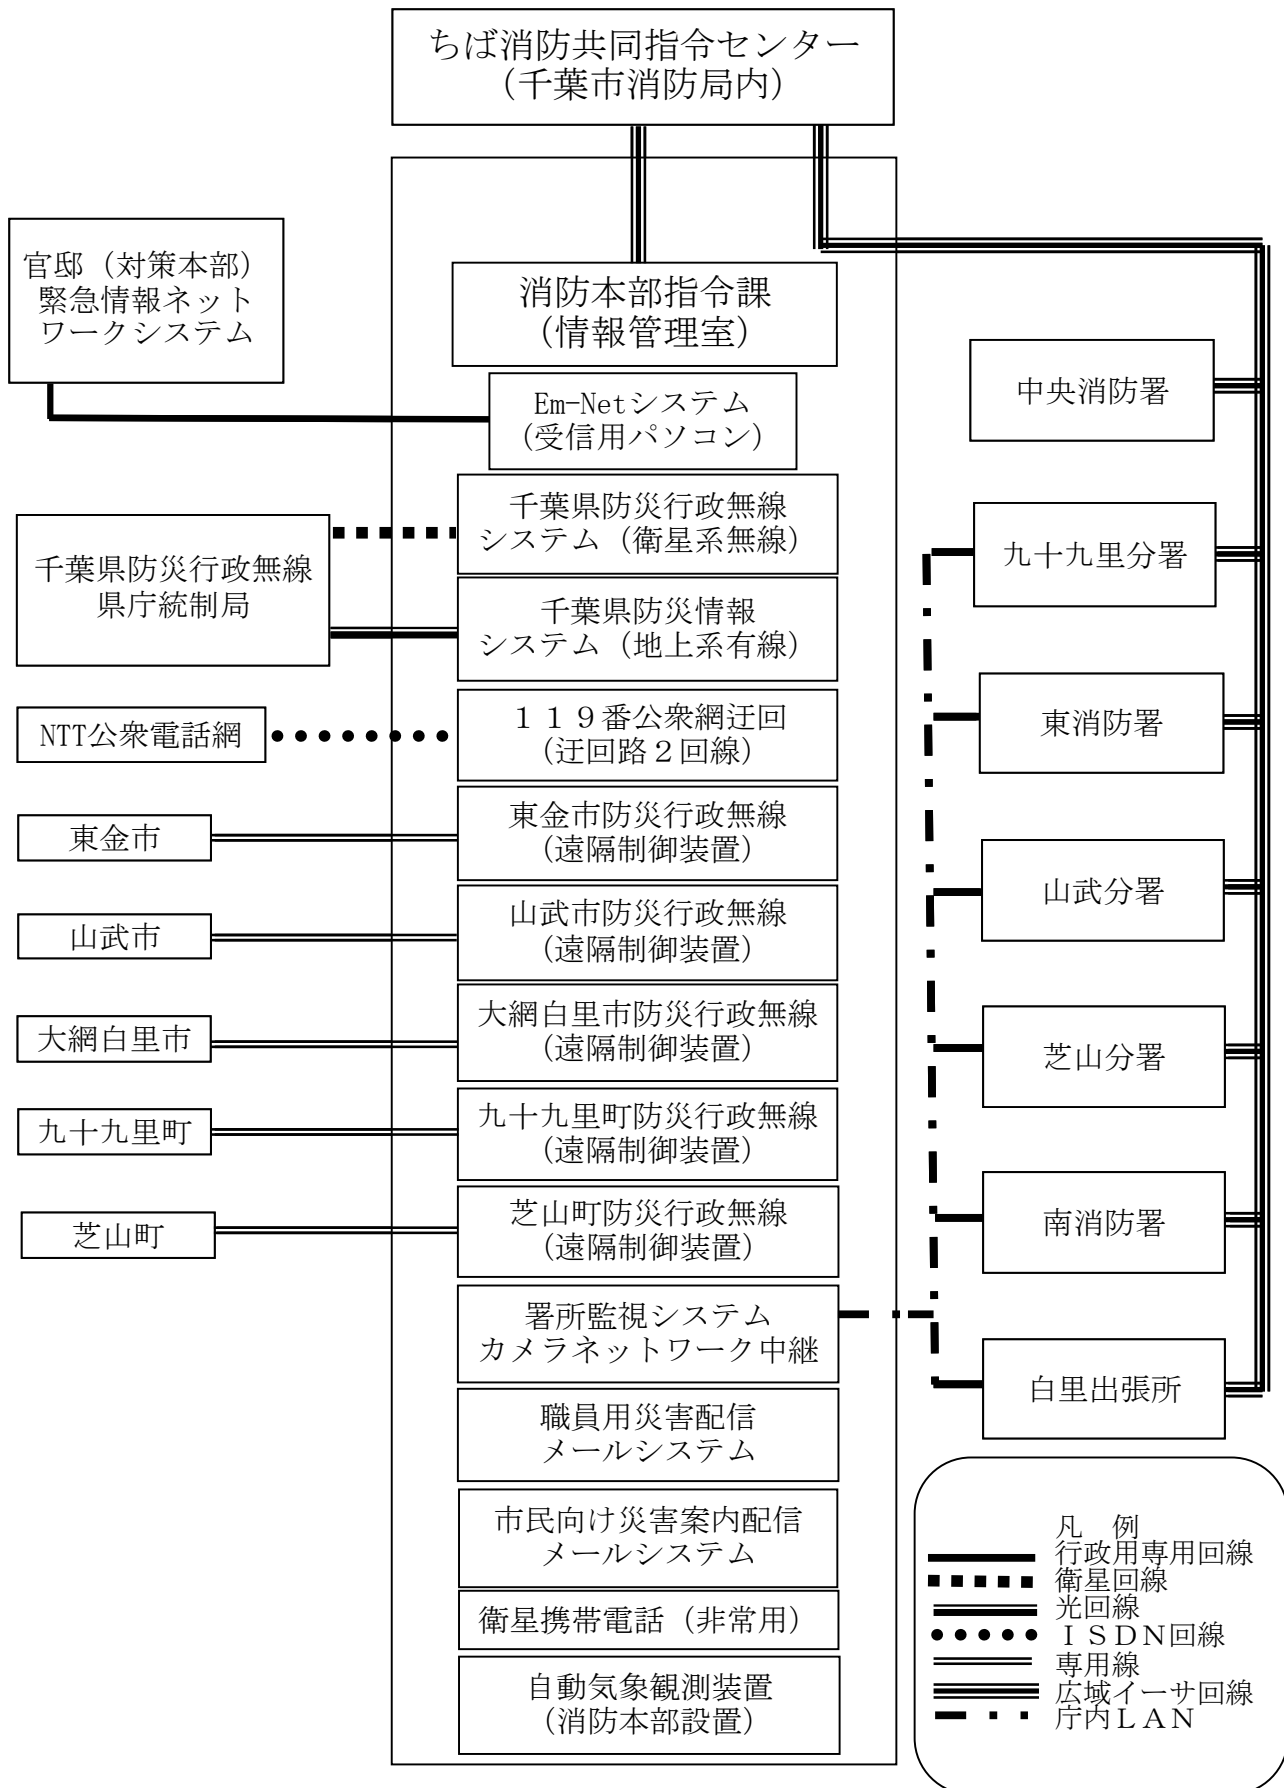 ちば消防共同指令センター
（千葉市消防局内）
官邸（対策本部）
緊急情報ネット
ワークシステム
消防本部指令課
（情報管理室）
Em-Netシステム
（受信用パソコン）
千葉県防災行政無線
県庁統制局
千葉県防災行政無線
システム（衛星系無線）
千葉県防災情報
システム（地上系有線）
NTT公衆電話網
１１９番公衆網迂回
（迂回路２回線）
東金市
東金市防災行政無線
（遠隔制御装置）
山武市
山武市防災行政無線
（遠隔制御装置）
大網白里市
大網白里市防災行政無線
（遠隔制御装置）
九十九里町
九十九里町防災行政無線
（遠隔制御装置）
芝山町
芝山町防災行政無線
（遠隔制御装置）
署所監視システム
カメラネットワーク中継
職員用災害配信
メールシステム
市民向け災害案内配信
メールシステム
衛星携帯電話（非常用）
自動気象観測装置
（消防本部設置）
中央消防署
九十九里分署
東消防署
山武分署
芝山分署
南消防署
白里出張所
凡　例
行政用専用回線
衛星回線
光回線
ＩＳＤＮ回線
専用線
広域イーサ回線
庁内ＬＡＮ